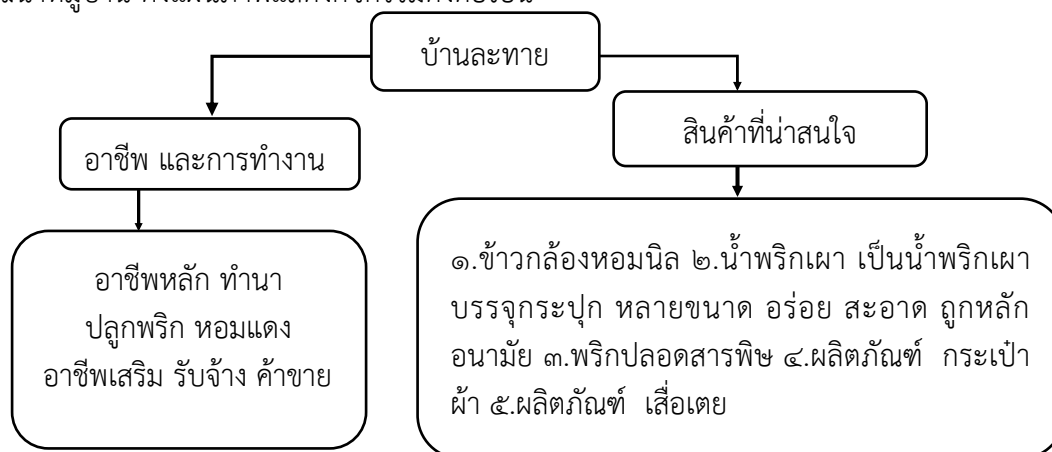 บ้านละทาย
สินค้าที่น่าสนใจ
อาชีพ และการทำงาน
อาชีพหลัก ทำนา
ปลูกพริก หอมแดง
อาชีพเสริม รับจ้าง ค้าขาย
๑.ข้าวกล้องหอมนิล ๒.น้ำพริกเผา เป็นน้ำพริกเผา
บรรจุกระปุก หลายขนาด อร่อย สะอาด ถูกหลัก
อนามัย ๓.พริกปลอดสารพิษ ๔.ผลิตภัณฑ์ กระเป๋า
ผ้า ๕.ผลิตภัณฑ์ เสื่อเตย